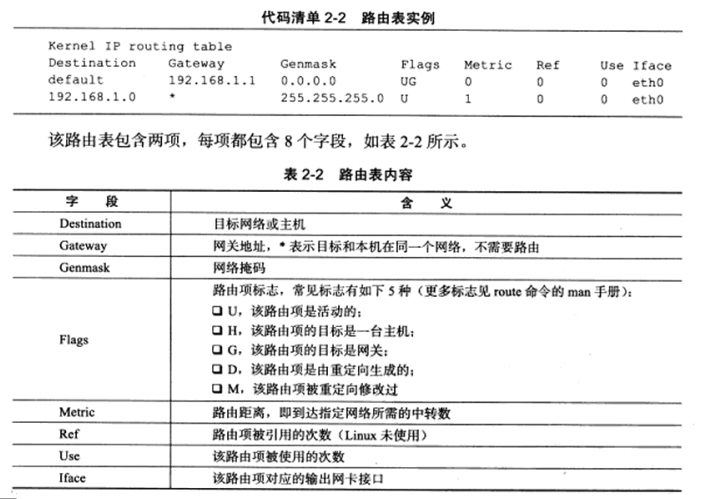 代码清单 2-2 路由表实例
Kernel IP routing table
Destination Gateway Genmask Flags Metric Ref Use Iface
default 192.168.1.1 0.0.0.0 UG 0 0 0 eth0
192.168.1.0 * 255.255.255.0 U 1 0 0 eth0
该路由表包含两项，每项都包含 8 个字段，如表 2-2 所示。
表 2-2 路由表内容
字 段 含 义
Destination 目标网络或主机
Gateway 网关地址，* 表示目标和本机在同一个网络，不需要路由
Genmask 网络掩码
Flags 路由项标志，常见标志有如下 5 种（更多标志见 route 命令的 man 手册）：
❑ U，该路由项是活动的；
❑ H，该路由项的目标是一台主机；
❑ G，该路由项的目标是网关；
❑ D，该路由项是由重定向生成的；
❑ M，该路由项被重定向修改过
Metric 路由距离，即到达指定网络所需的中转数
Ref 路由项被引用的次数（Linux 未使用）
Use 该路由项被使用的次数
Iface 该路由项对应的输出网卡接口